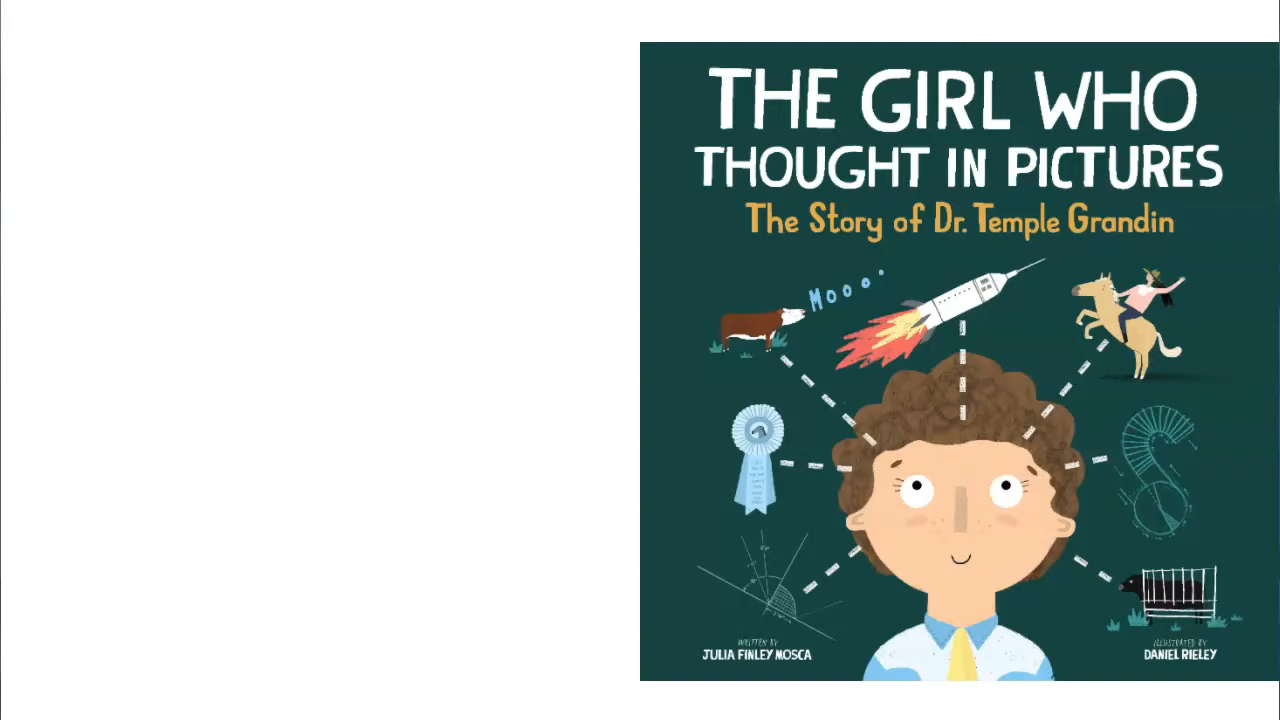 THE GIRL WHO
THOUGHT IN PICTURES
The Story of Dr. Temple Grandin
Mooo
WRITTEN BY
JULIA FINLEY MOSCA
ILLUSTRATED BY
DANIEL RIELEY